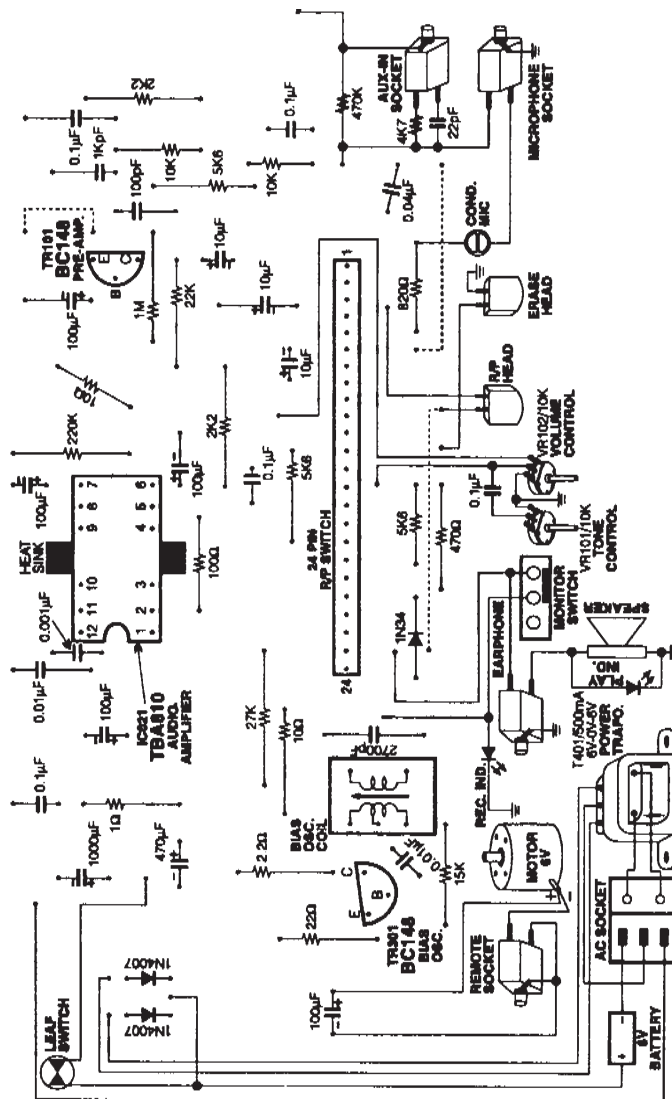 LEAF
SWITCH
1N4007
1N4007
1000µF
0.1µF
470µF
1Ω
0.01µF
100µF
0.001µF
IC821
TBA810
AUDIO.
AMPLIFIER
HEAT
SINK
12
11
10
9
8
7
1
2
3
4
5
6
100µF
220K
10Ω
100µF
TR101
BC148
PRE-AMP.
E
B
C
0.1µF
1KpF
2K2
100pF
10K
5K6
10K
0.1µF
1M
22K
10µF
10µF
10µF
2K2
100µF
100Ω
0.1µF
5K6
27K
10Ω
2.2Ω
22Ω
BIAS
OSC.
COIL
2700pF
24 PIN
R/P SWITCH
24
1
C
B
E
0.01µF
TR301
BC148
BIAS
OSC.
15K
100µF
1N34
5K6
470Ω
820Ω
0.04µF
470K
4K7
22pF
AUX-IN
SOCKET
MICROPHONE
SOCKET
COND.
MIC
ERASE
HEAD
R/P
HEAD
0.1µF
VR102/10K
VOLUME
CONTROL
VR101/10K
TONE
CONTROL
MONITOR
SWITCH
EARPHONE
REC. IND.
MOTOR
6V
+
-
REMOTE
SOCKET
SPEAKER
PLAY
IND.
T401/500mA
6V-0V-6V
POWER
TRAFO.
AC SOCKET
+
-
6V
BATTERY